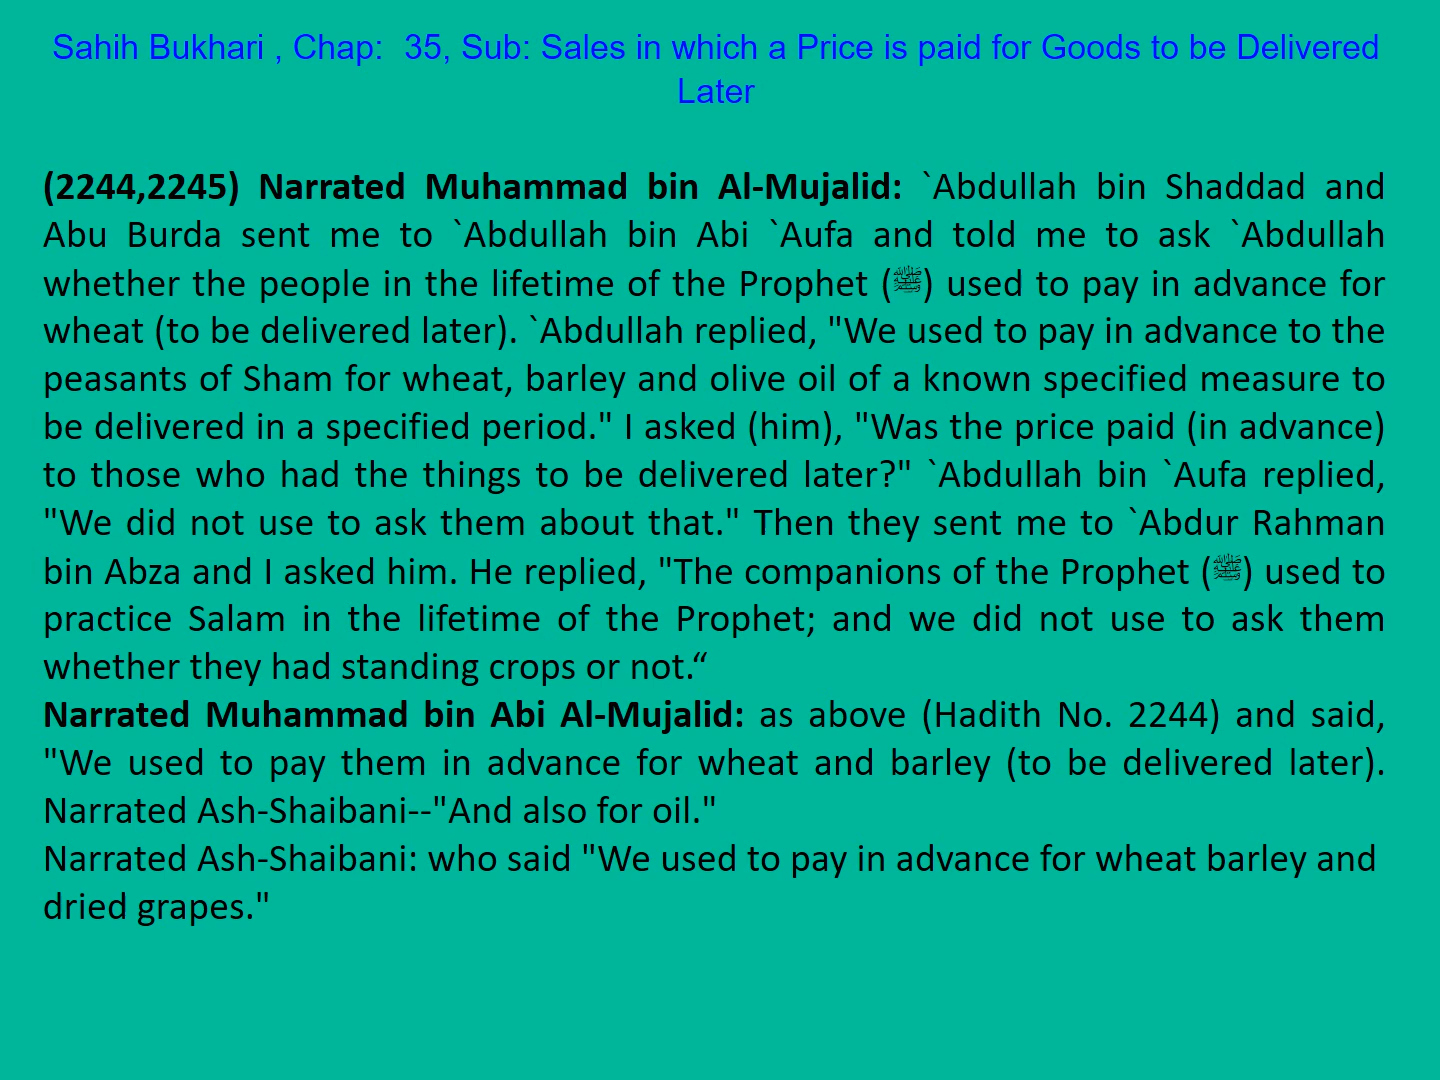 Sahih Bukhari , Chap:  35, Sub: Sales in which a Price is paid for Goods to be Delivered
Later
(2244,2245) Narrated Muhammad bin Al-Mujalid: `Abdullah bin Shaddad and
Abu Burda sent me to `Abdullah bin Abi `Aufa and told me to ask `Abdullah
whether the people in the lifetime of the Prophet (ﷺ) used to pay in advance for
wheat (to be delivered later). `Abdullah replied, "We used to pay in advance to the
peasants of Sham for wheat, barley and olive oil of a known specified measure to
be delivered in a specified period." I asked (him), "Was the price paid (in advance)
to those who had the things to be delivered later?" `Abdullah bin `Aufa replied,
"We did not use to ask them about that." Then they sent me to `Abdur Rahman
bin Abza and I asked him. He replied, "The companions of the Prophet (ﷺ) used to
practice Salam in the lifetime of the Prophet; and we did not use to ask them
whether they had standing crops or not.“
Narrated Muhammad bin Abi Al-Mujalid: as above (Hadith No. 2244) and said,
"We used to pay them in advance for wheat and barley (to be delivered later).
Narrated Ash-Shaibani--"And also for oil."
Narrated Ash-Shaibani: who said "We used to pay in advance for wheat barley and
dried grapes."